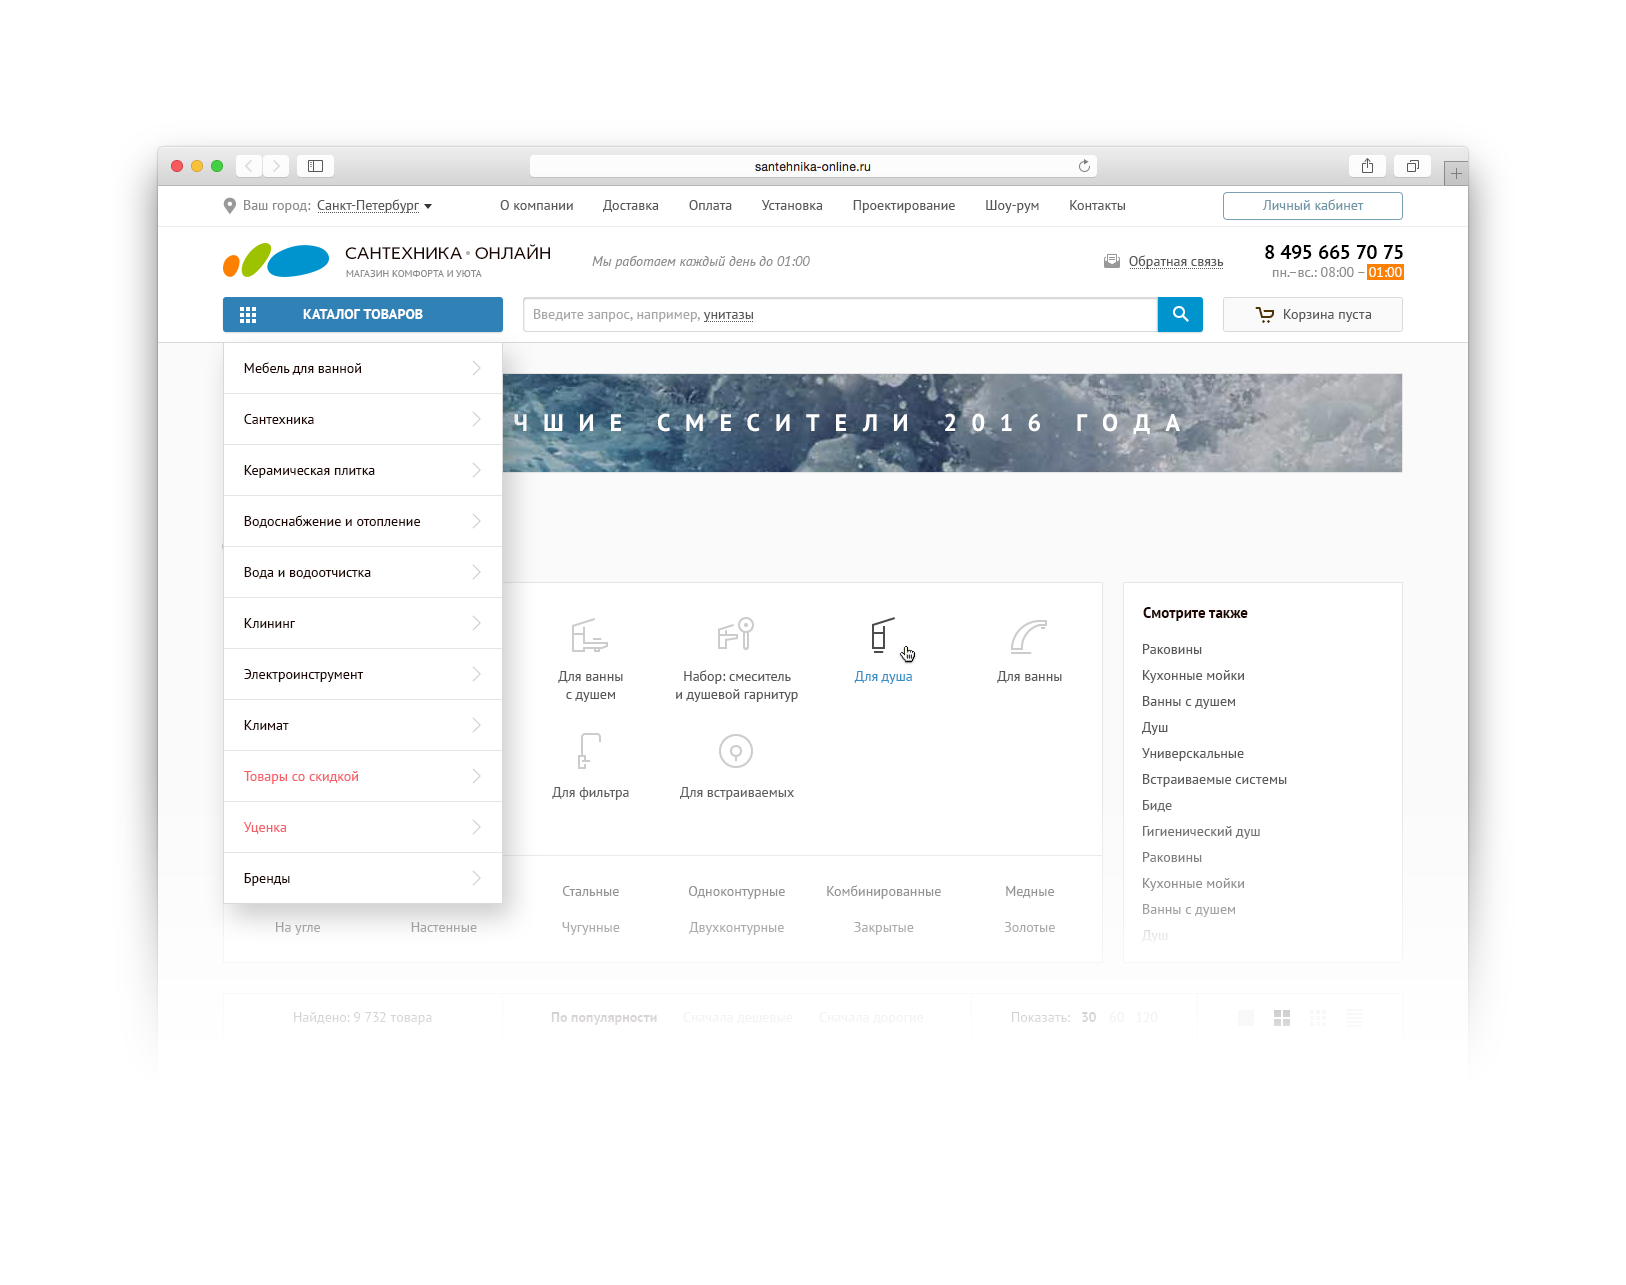 santehnika-online.ru
Ваш город: Санкт-Петербург
О компании
Доставка
Оплата
Установка
Проектирование
Шоу-рум
Контакты
Личный кабинет
САНТЕХНИКА • ОНЛАЙН
МАГАЗИН КОМФОРТА И УЮТА
Мы работаем каждый день до 01:00
Обратная связь
8 495 665 70 75
пн.–вс.: 08:00 – 01:00
КАТАЛОГ ТОВАРОВ
Введите запрос, например, унитазы
Корзина пуста
Мебель для ванной
Сантехника
Керамическая плитка
Водоснабжение и отопление
Вода и водоотчистка
Клининг
Электроинструмент
Климат
Товары со скидкой
Уценка
Бренды
ЧШИЕ СМЕСИТЕЛИ 2016 ГОДА
Для ванны
с душем
Набор: смеситель
и душевой гарнитур
Для душа
Для ванны
Для фильтра
Для встраиваемых
Стальные
Одноконтурные
Комбинированные
Медные
На угле
Настенные
Чугунные
Двухконтурные
Закрытые
Золотые
Смотрите также
Раковины
Кухонные мойки
Ванны с душем
Душ
Универскальные
Встраиваемые системы
Биде
Гигиенический душ
Раковины
Кухонные мойки
Ванны с душем
Душ
Найдено: 9 732 товара
По популярности
Сначала дешевые
Сначала дорогие
Показать: 30 60 120